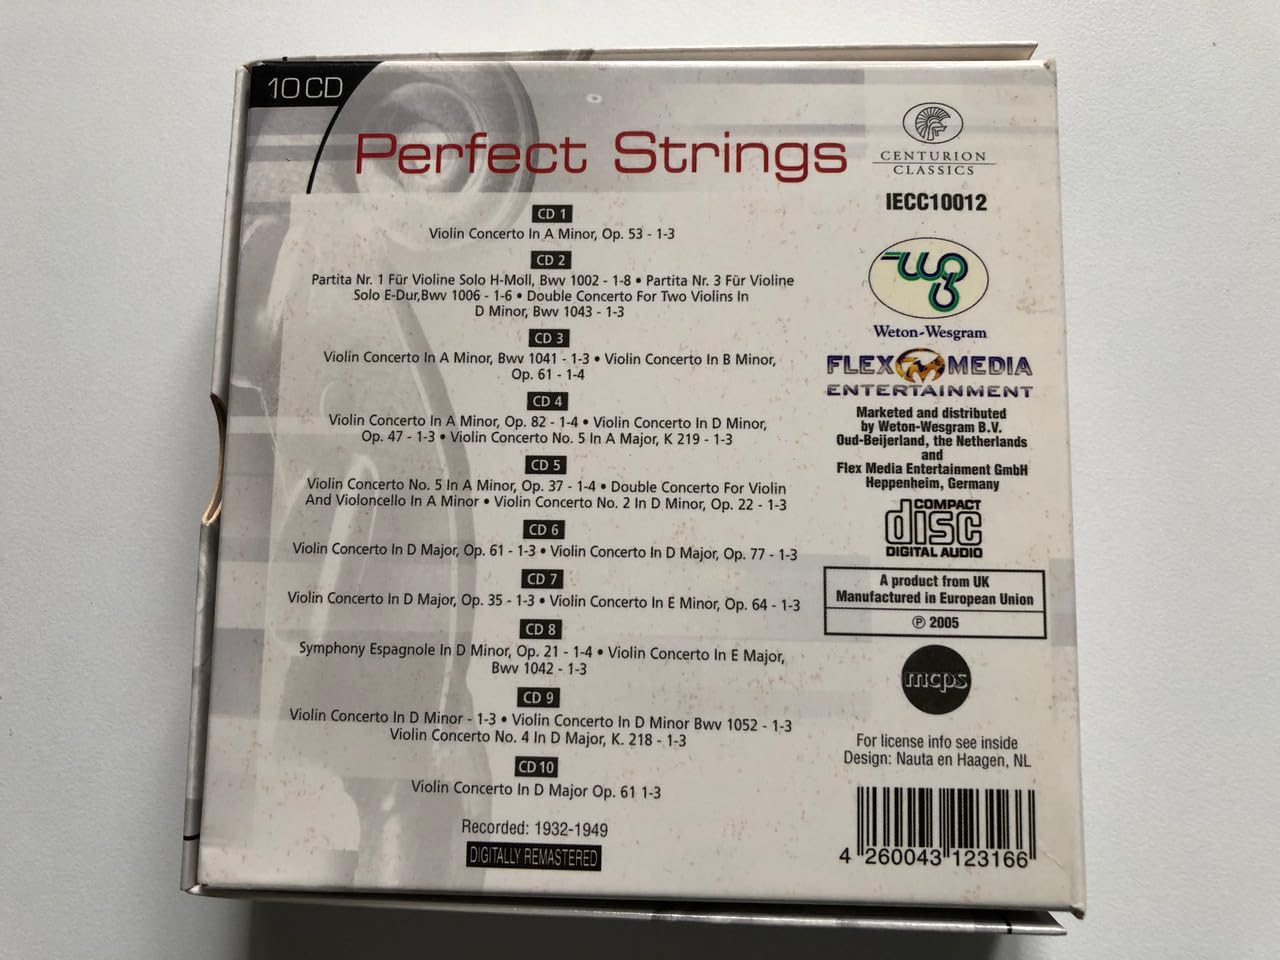 10 CD
Perfect Strings
CD 1
Violin Concerto In A Minor, Op. 53 - 1-3
CD 2
Partita Nr. 1 Für Violine Solo H-Moll, Bwv 1002 - 1-8 • Partita Nr. 3 Für Violine
Solo E-Dur,Bwv 1006 - 1-6 • Double Concerto For Two Violins In
D Minor, Bwv 1043 - 1-3
CD 3
Violin Concerto In A Minor, Bwv 1041 - 1-3 • Violin Concerto In B Minor,
Op. 61 - 1-4
CD 4
Violin Concerto In A Minor, Op. 82 - 1-4 • Violin Concerto In D Minor,
Op. 47 - 1-3 • Violin Concerto No. 5 In A Major, K 219 - 1-3
CD 5
Violin Concerto No. 5 In A Minor, Op. 37 - 1-4 • Double Concerto For Violin
And Violoncello In A Minor • Violin Concerto No. 2 In D Minor, Op. 22 - 1-3
CD 6
Violin Concerto In D Major, Op. 61 - 1-3 • Violin Concerto In D Major, Op. 77 - 1-3
CD 7
Violin Concerto In D Major, Op. 35 - 1-3 • Violin Concerto In E Minor, Op. 64 - 1-3
CD 8
Symphony Espagnole In D Minor, Op. 21 - 1-4 • Violin Concerto In E Major,
Bwv 1042 - 1-3
CD 9
Violin Concerto In D Minor - 1-3 • Violin Concerto In D Minor Bwv 1052 - 1-3
Violin Concerto No. 4 In D Major, K. 218 - 1-3
CD 10
Violin Concerto In D Major Op. 61 1-3
Recorded: 1932-1949
DIGITALLY REMASTERED
CENTURION
CLASSICS
IECC10012
Weton-Wesgram
FLEX MEDIA
ENTERTAINMENT
Marketed and distributed
by Weton-Wesgram B.V.
Oud-Beijerland, the Netherlands
and
Flex Media Entertainment GmbH
Heppenheim, Germany
COMPACT
disc
DIGITAL AUDIO
A product from UK
Manufactured in European Union
℗ 2005
mcps
For license info see inside
Design: Nauta en Haagen, NL
4 260043 123166